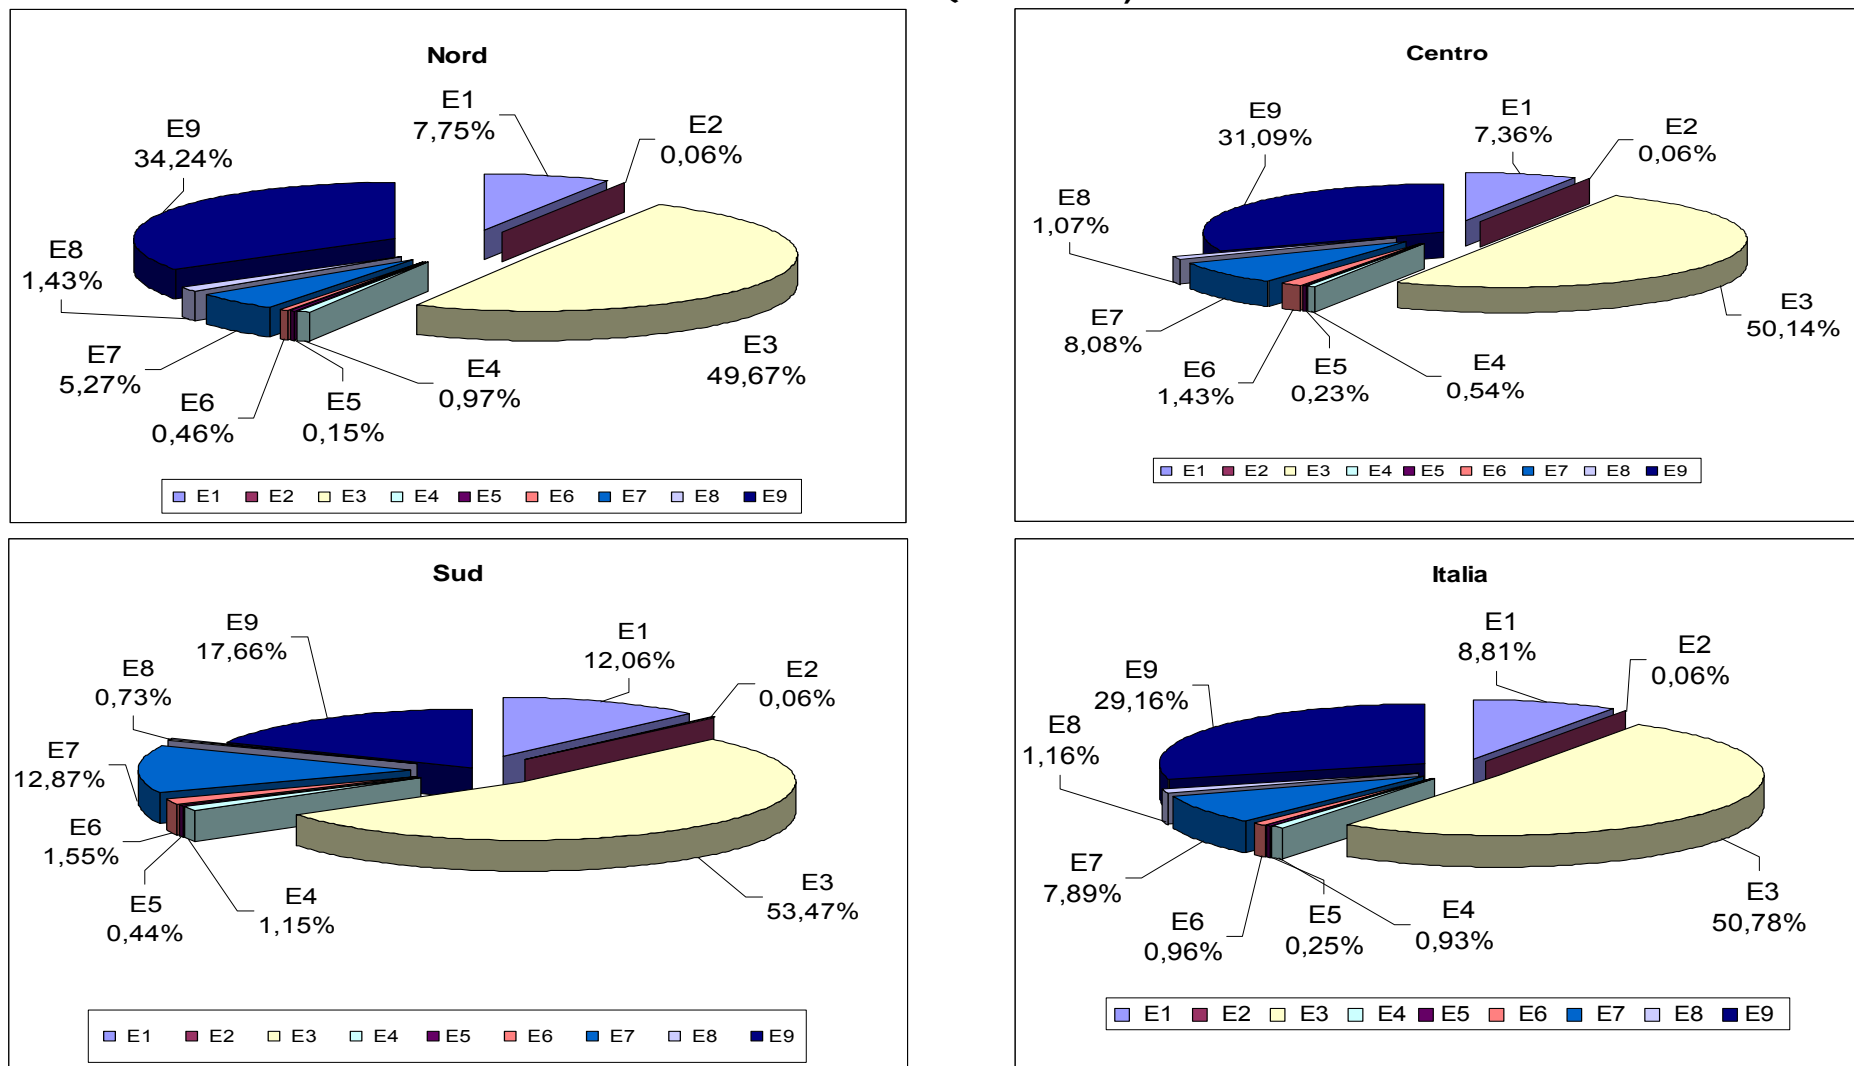 Nord
E1
7,75%
E2
0,06%
E9
34,24%
E8
1,43%
E7
5,27%
E6
0,46%
E5
0,15%
E4
0,97%
E3
49,67%
E1 E2 E3 E4 E5 E6 E7 E8 E9
Centro
E1
7,36%
E2
0,06%
E9
31,09%
E8
1,07%
E7
8,08%
E6
1,43%
E5
0,23%
E4
0,54%
E3
50,14%
E1 E2 E3 E4 E5 E6 E7 E8 E9
Sud
E1
12,06%
E2
0,06%
E9
17,66%
E8
0,73%
E7
12,87%
E6
1,55%
E5
0,44%
E4
1,15%
E3
53,47%
E1 E2 E3 E4 E5 E6 E7 E8 E9
Italia
E1
8,81%
E2
0,06%
E9
29,16%
E8
1,16%
E7
7,89%
E6
0,96%
E5
0,25%
E4
0,93%
E3
50,78%
E1 E2 E3 E4 E5 E6 E7 E8 E9